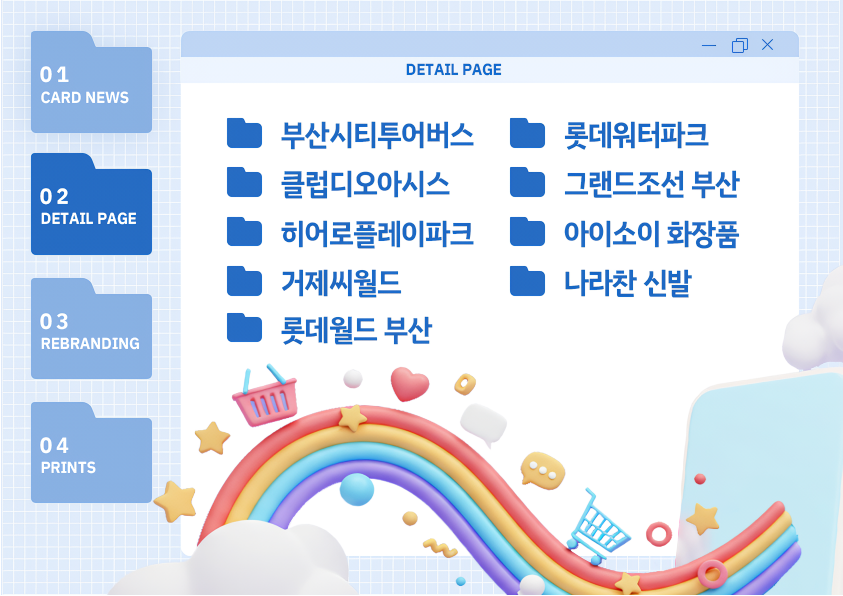 01
CARD NEWS
02
DETAIL PAGE
03
REBRANDING
04
PRINTS
DETAIL PAGE
부산시티투어버스
클럽디오아시스
히어로플레이파크
거제씨월드
롯데월드 부산
롯데워터파크
그랜드조선 부산
아이소이 화장품
나라찬 신발